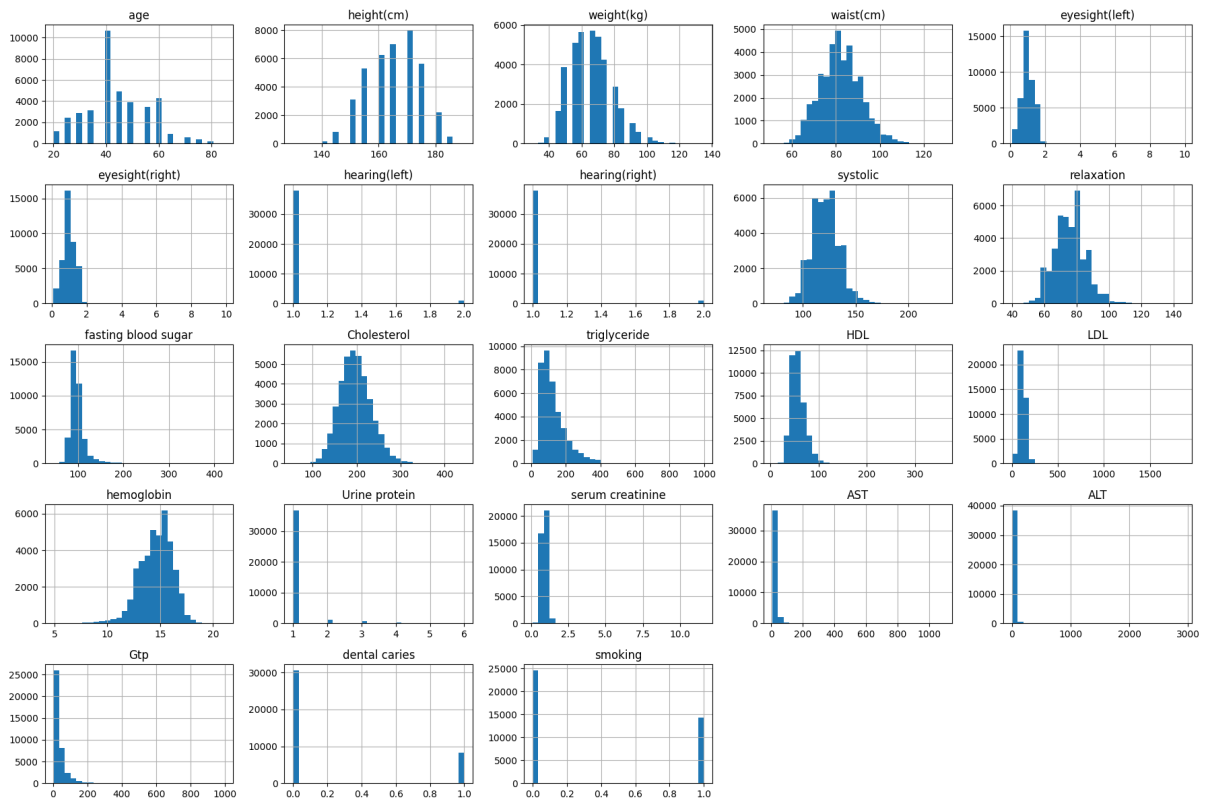 age
10000
8000
6000
4000
2000
0
20 40 60 80
height(cm)
8000
6000
4000
2000
0
140 160 180
weight(kg)
6000
4000
2000
0
40 60 80 100 120 140
waist(cm)
5000
4000
3000
2000
1000
0
60 80 100 120
eyesight(left)
15000
10000
5000
0
0 2 4 6 8 10
eyesight(right)
15000
10000
5000
0
0 2 4 6 8 10
hearing(left)
30000
20000
10000
0
1.0 1.2 1.4 1.6 1.8 2.0
hearing(right)
30000
20000
10000
0
1.0 1.2 1.4 1.6 1.8 2.0
systolic
6000
4000
2000
0
100 150 200
relaxation
6000
4000
2000
0
40 60 80 100 120 140
fasting blood sugar
15000
10000
5000
0
100 200 300 400
Cholesterol
5000
4000
3000
2000
1000
0
100 200 300 400
triglyceride
10000
8000
6000
4000
2000
0
0 200 400 600 800 1000
HDL
12500
10000
7500
5000
2500
0
0 100 200 300
LDL
20000
15000
10000
5000
0
0 500 1000 1500
hemoglobin
6000
4000
2000
0
5 10 15 20
Urine protein
30000
20000
10000
0
1 2 3 4 5 6
serum creatinine
20000
15000
10000
5000
0
0.0 2.5 5.0 7.5 10.0
AST
30000
20000
10000
0
0 200 400 600 800 1000
ALT
40000
30000
20000
10000
0
0 1000 2000 3000
Gtp
25000
20000
15000
10000
5000
0
0 200 400 600 800 1000
dental caries
30000
20000
10000
0
0.0 0.2 0.4 0.6 0.8 1.0
smoking
25000
20000
15000
10000
5000
0
0.0 0.2 0.4 0.6 0.8 1.0